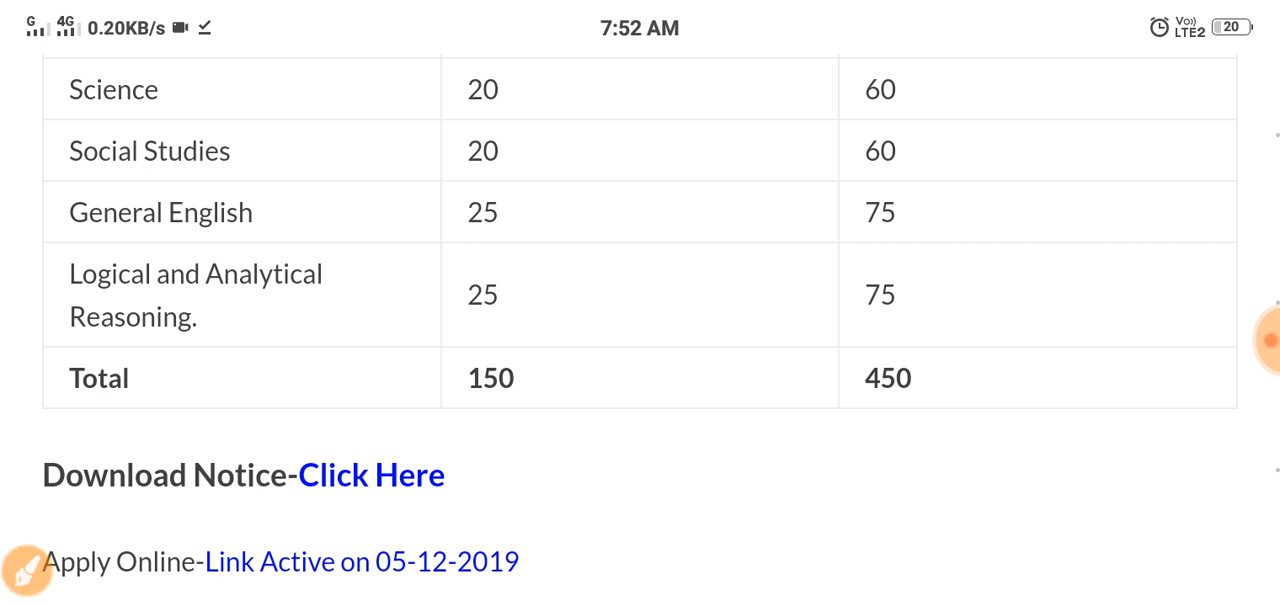 G 4G 0.20KB/s 7:52 AM Vo)) LTE2 20
Science 20 60
Social Studies 20 60
General English 25 75
Logical and Analytical
Reasoning. 25 75
Total 150 450
Download Notice-Click Here
Apply Online-Link Active on 05-12-2019